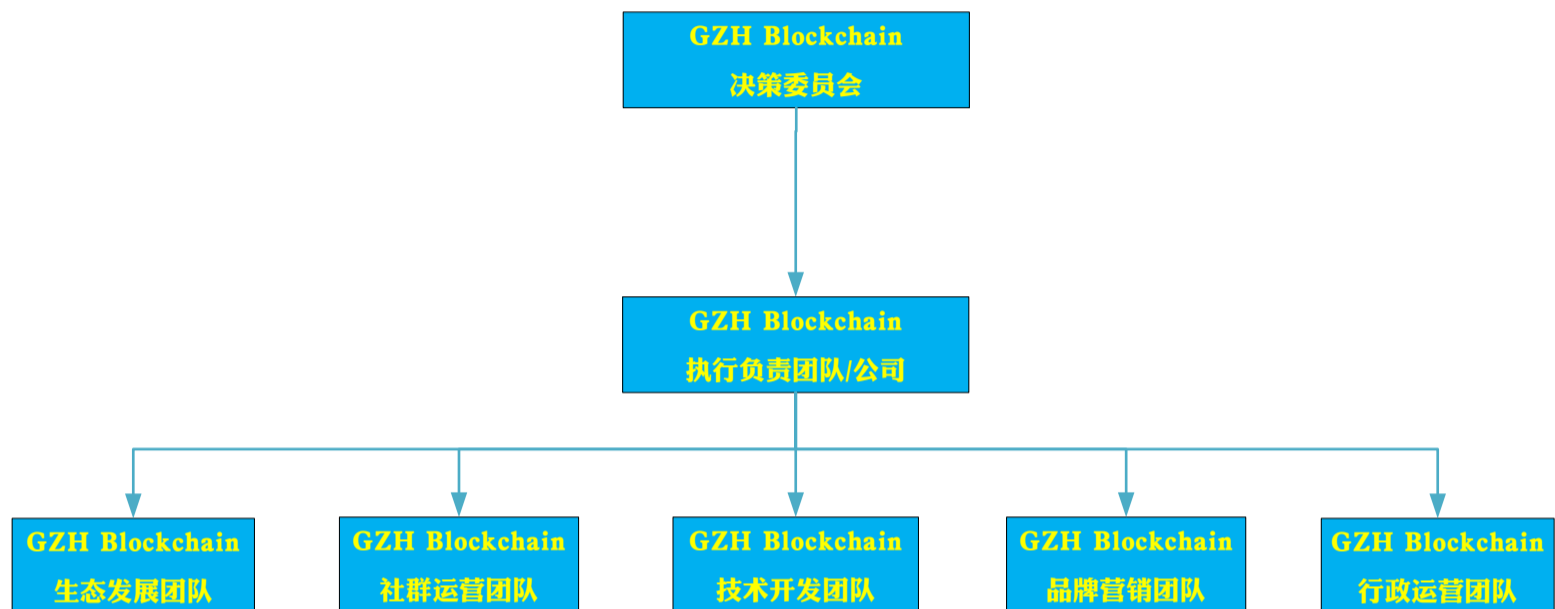 GZH Blockchain
决策委员会
GZH Blockchain
执行负责团队/公司
GZH Blockchain
生态发展团队
GZH Blockchain
社群运营团队
GZH Blockchain
技术开发团队
GZH Blockchain
品牌营销团队
GZH Blockchain
行政运营团队